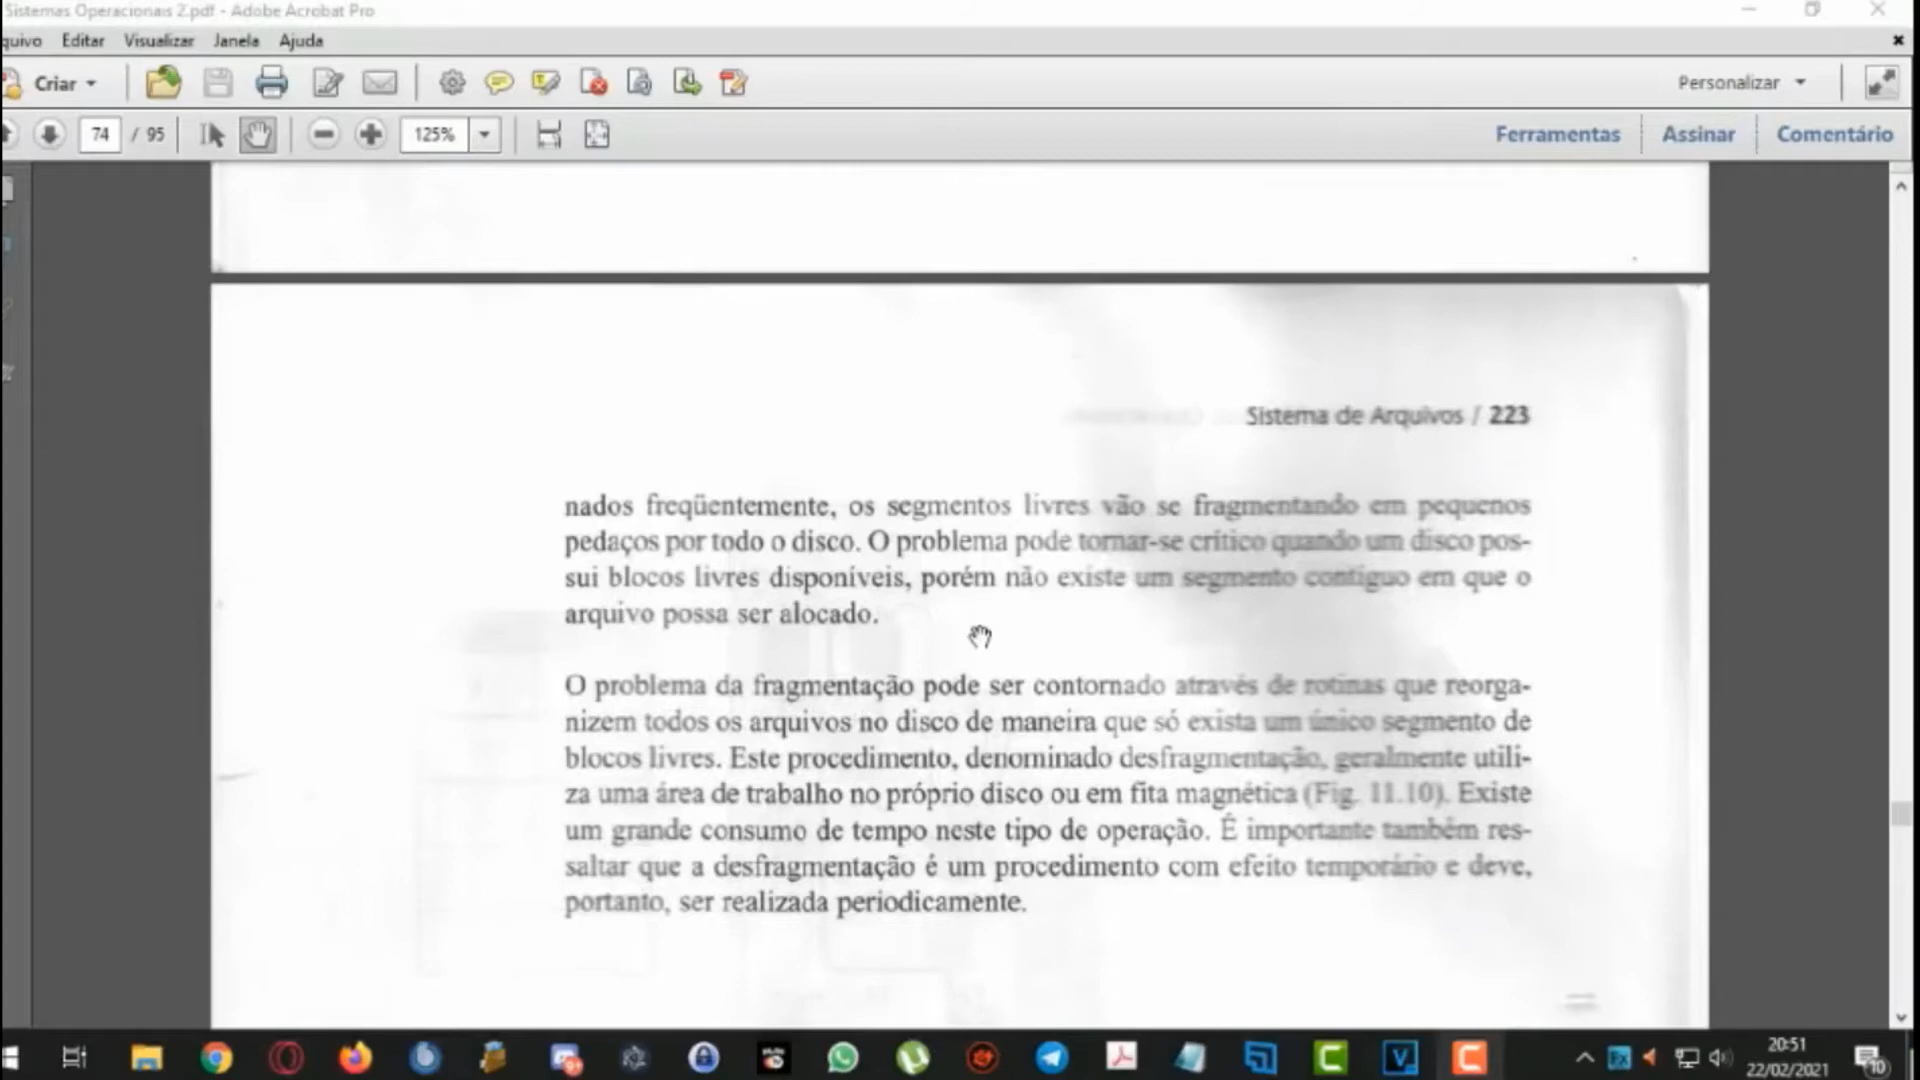 Sistemas Operacionais 2.pdf - Adobe Acrobat Pro
quivo Editar Visualizar Janela Ajuda
Criar
Personalizar
74 / 95
125%
Ferramentas
Assinar
Comentário
Sistema de Arquivos / 223
nados freqüentemente, os segmentos livres vão se fragmentando em pequenos
pedaços por todo o disco. O problema pode tornar-se crítico quando um disco pos-
sui blocos livres disponíveis, porém não existe um segmento contíguo em que o
arquivo possa ser alocado.
O problema da fragmentação pode ser contornado através de rotinas que reorga-
nizem todos os arquivos no disco de maneira que só exista um único segmento de
blocos livres. Este procedimento, denominado desfragmentação, geralmente utili-
za uma área de trabalho no próprio disco ou em fita magnética (Fig. 11.10). Existe
um grande consumo de tempo neste tipo de operação. É importante também res-
saltar que a desfragmentação é um procedimento com efeito temporário e deve,
portanto, ser realizada periodicamente.
20:51
22/02/2021
10